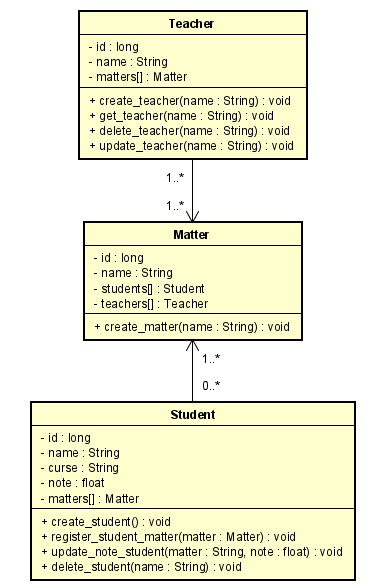 Teacher
- id : long
- name : String
- matters[] : Matter
+ create_teacher(name : String) : void
+ get_teacher(name : String) : void
+ delete_teacher(name : String) : void
+ update_teacher(name : String) : void
1..*
1..*
Matter
- id : long
- name : String
- students[] : Student
- teachers[] : Teacher
+ create_matter(name : String) : void
1..*
0..*
Student
- id : long
- name : String
- curse : String
- note : float
- matters[] : Matter
+ create_student() : void
+ register_student_matter(matter : Matter) : void
+ update_note_student(matter : String, note : float) : void
+ delete_student(name : String) : void